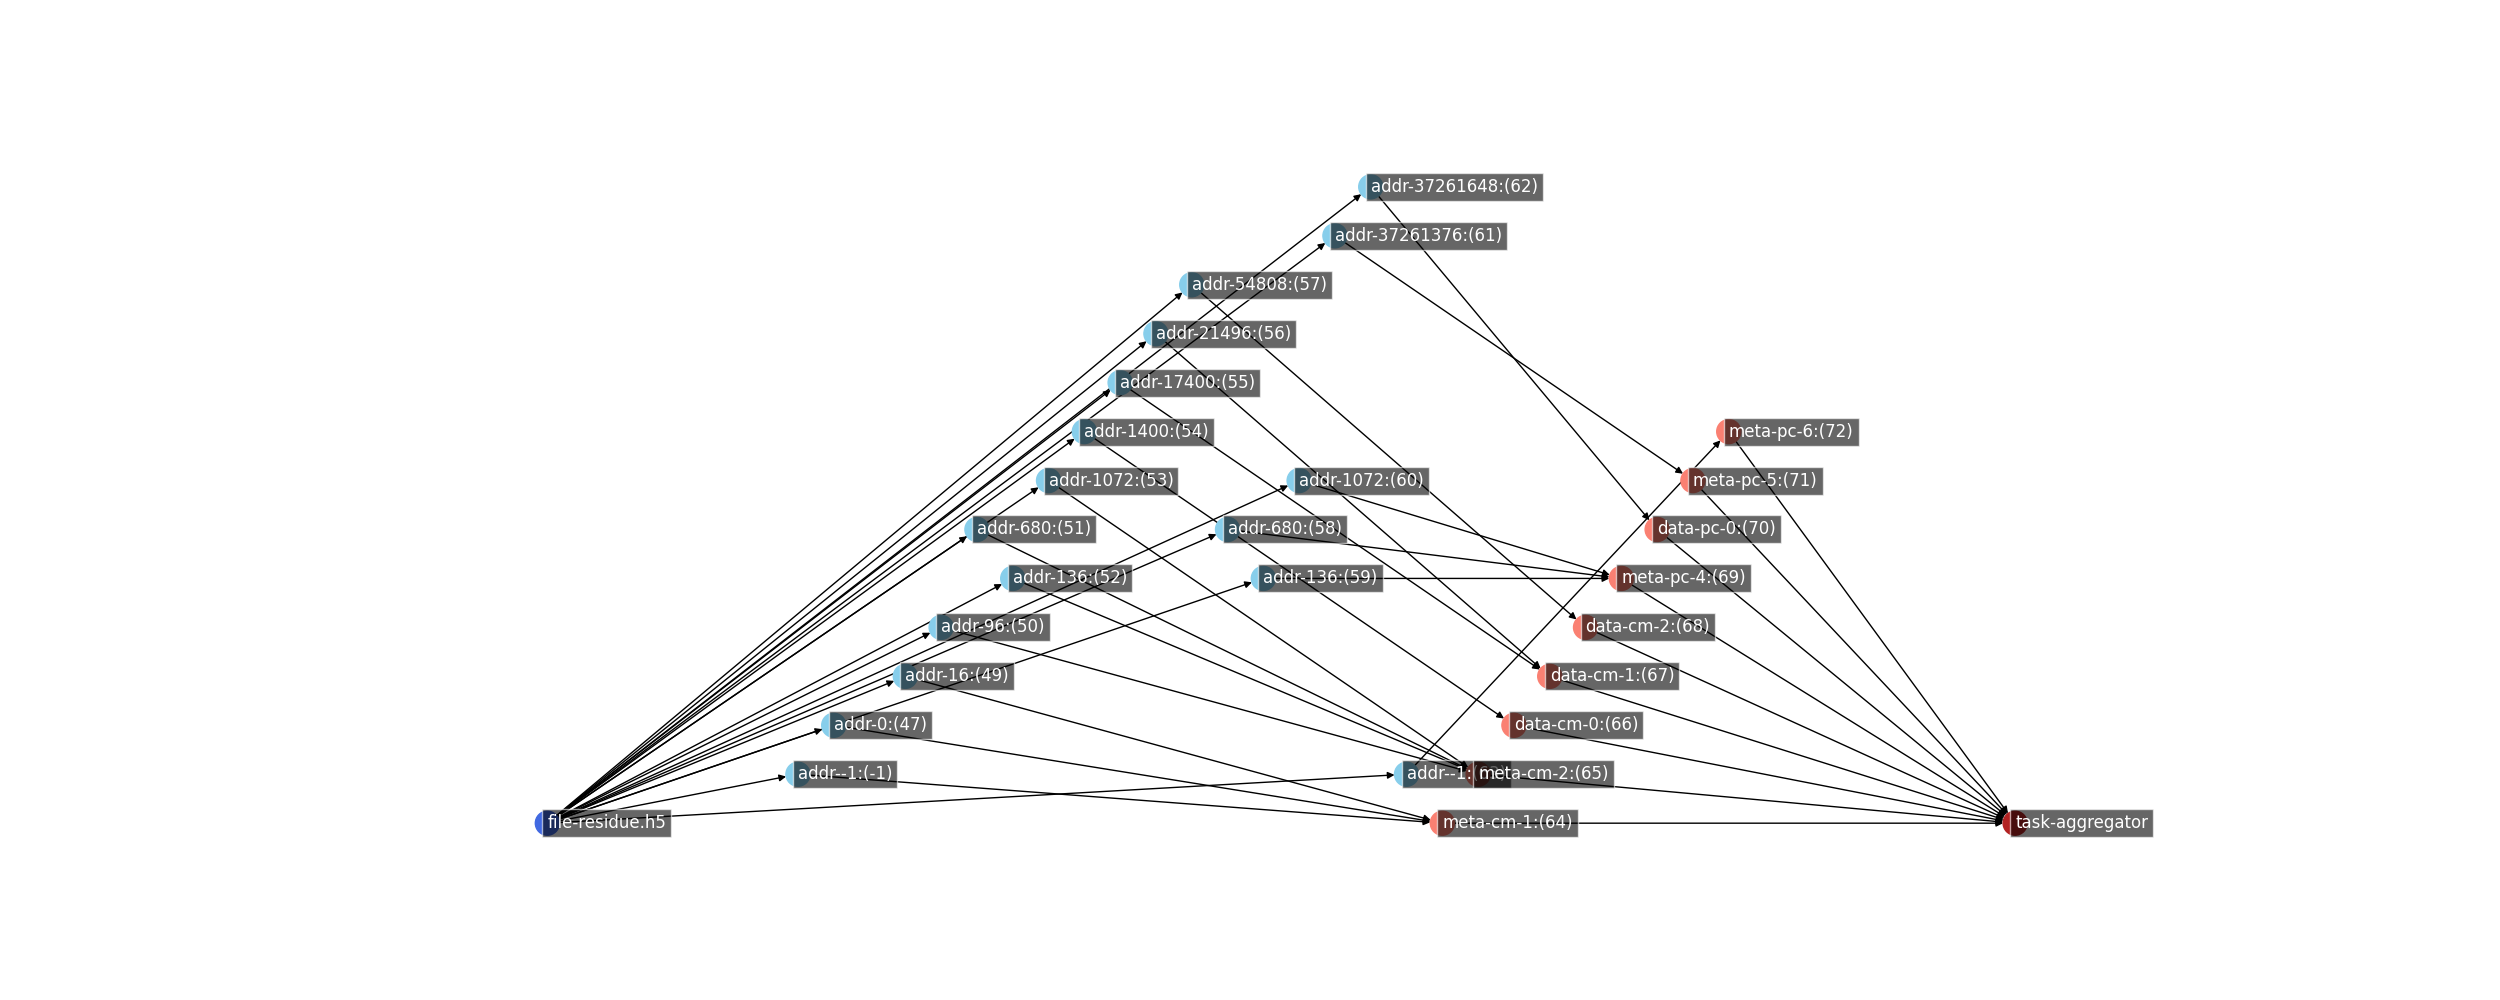 addr-37261648:(62)
addr-37261376:(61)
addr-54808:(57)
addr-21496:(56)
addr-17400:(55)
addr-1400:(54)
meta-pc-6:(72)
addr-1072:(53)
addr-1072:(60)
meta-pc-5:(71)
addr-680:(51)
addr-680:(58)
data-pc-0:(70)
addr-136:(52)
addr-136:(59)
meta-pc-4:(69)
addr-96:(50)
data-cm-2:(68)
addr-16:(49)
data-cm-1:(67)
addr-0:(47)
data-cm-0:(66)
addr--1:(-1)
addr--1:
meta-cm-2:(65)
file-residue.h5
meta-cm-1:(64)
task-aggregator